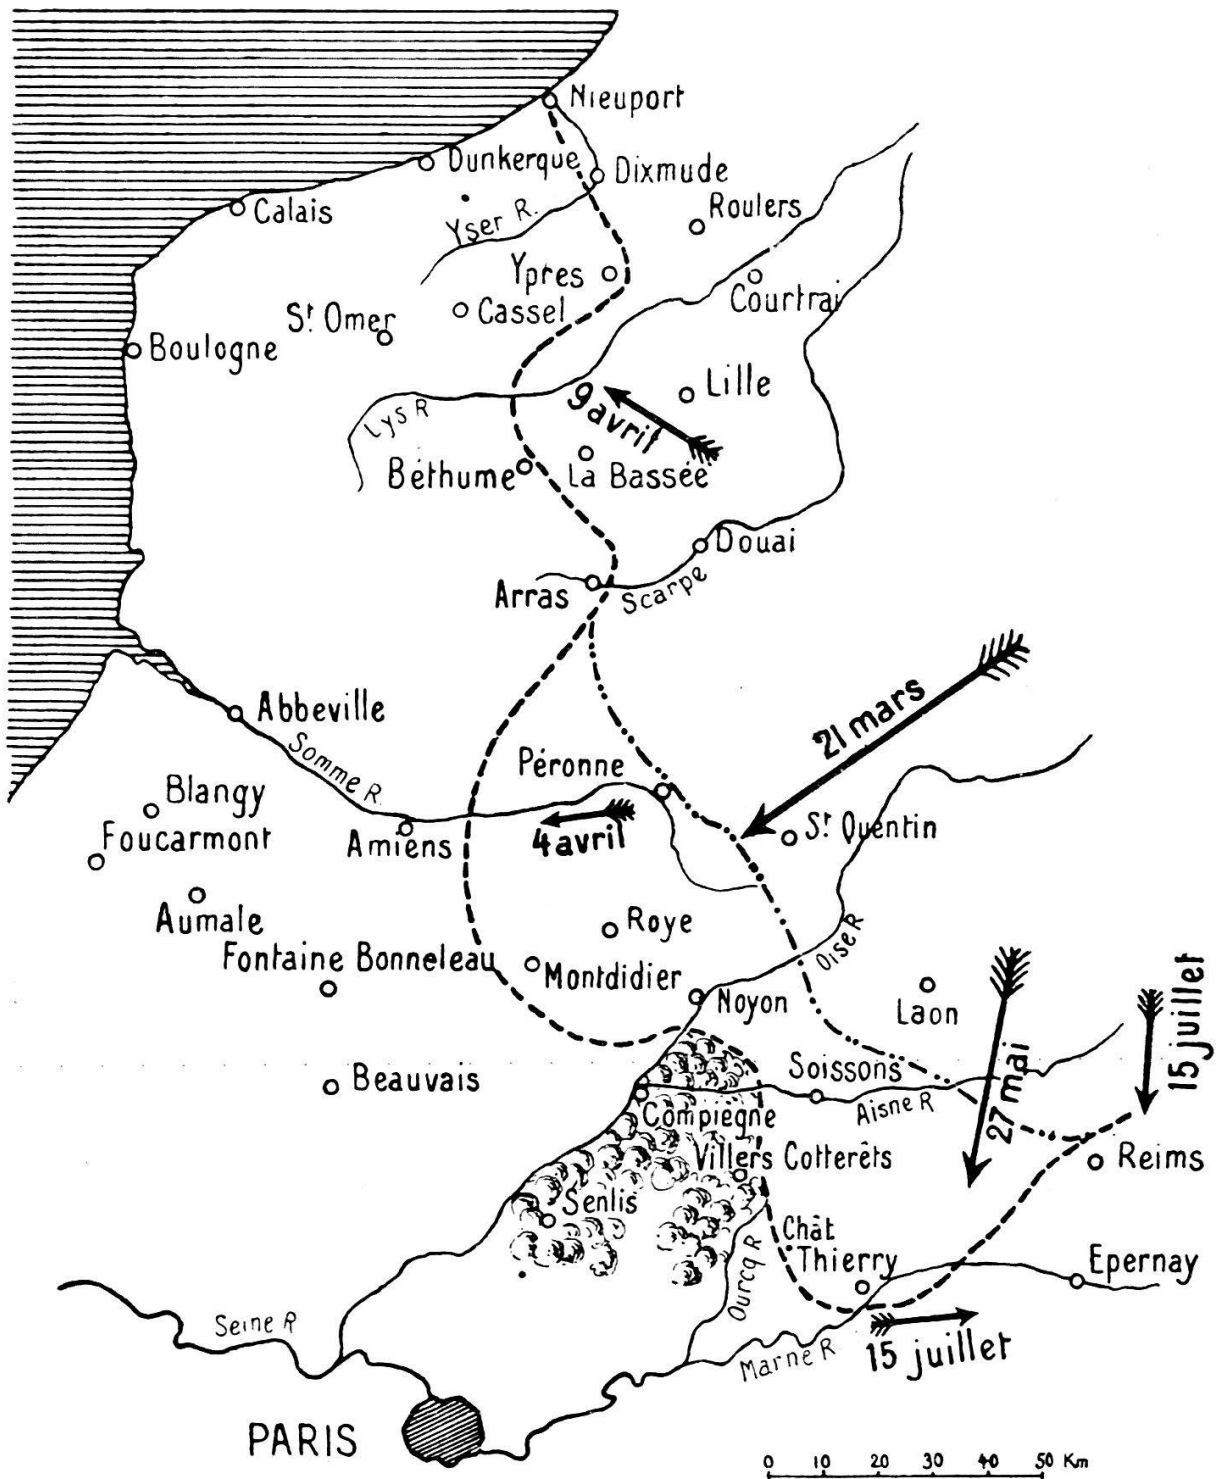 Nieuport
Dunkerque
Dixmude
Calais
Yser R.
Roulers
Ypres
Courtrai
St Omer
Cassel
Boulogne
Lille
9 avril
Lys R
Béthume
La Bassée
Douai
Arras
Scarpe
21 mars
Abbeville
Somme R.
Péronne
Blangy
Foucarmont
Amiens
4 avril
St Quentin
Aumale
Roye
Oise R
Fontaine Bonneleau
Montdidier
Noyon
Laon
15 juillet
Beauvais
Soissons
27 mai
Compiègne
Aisne R
Villers Cotterêts
Reims
Senlis
Chât
Thierry
Epernay
Ourcq R
Seine R
Marne R.
15 juillet
PARIS
0 10 20 30 40 50 Km